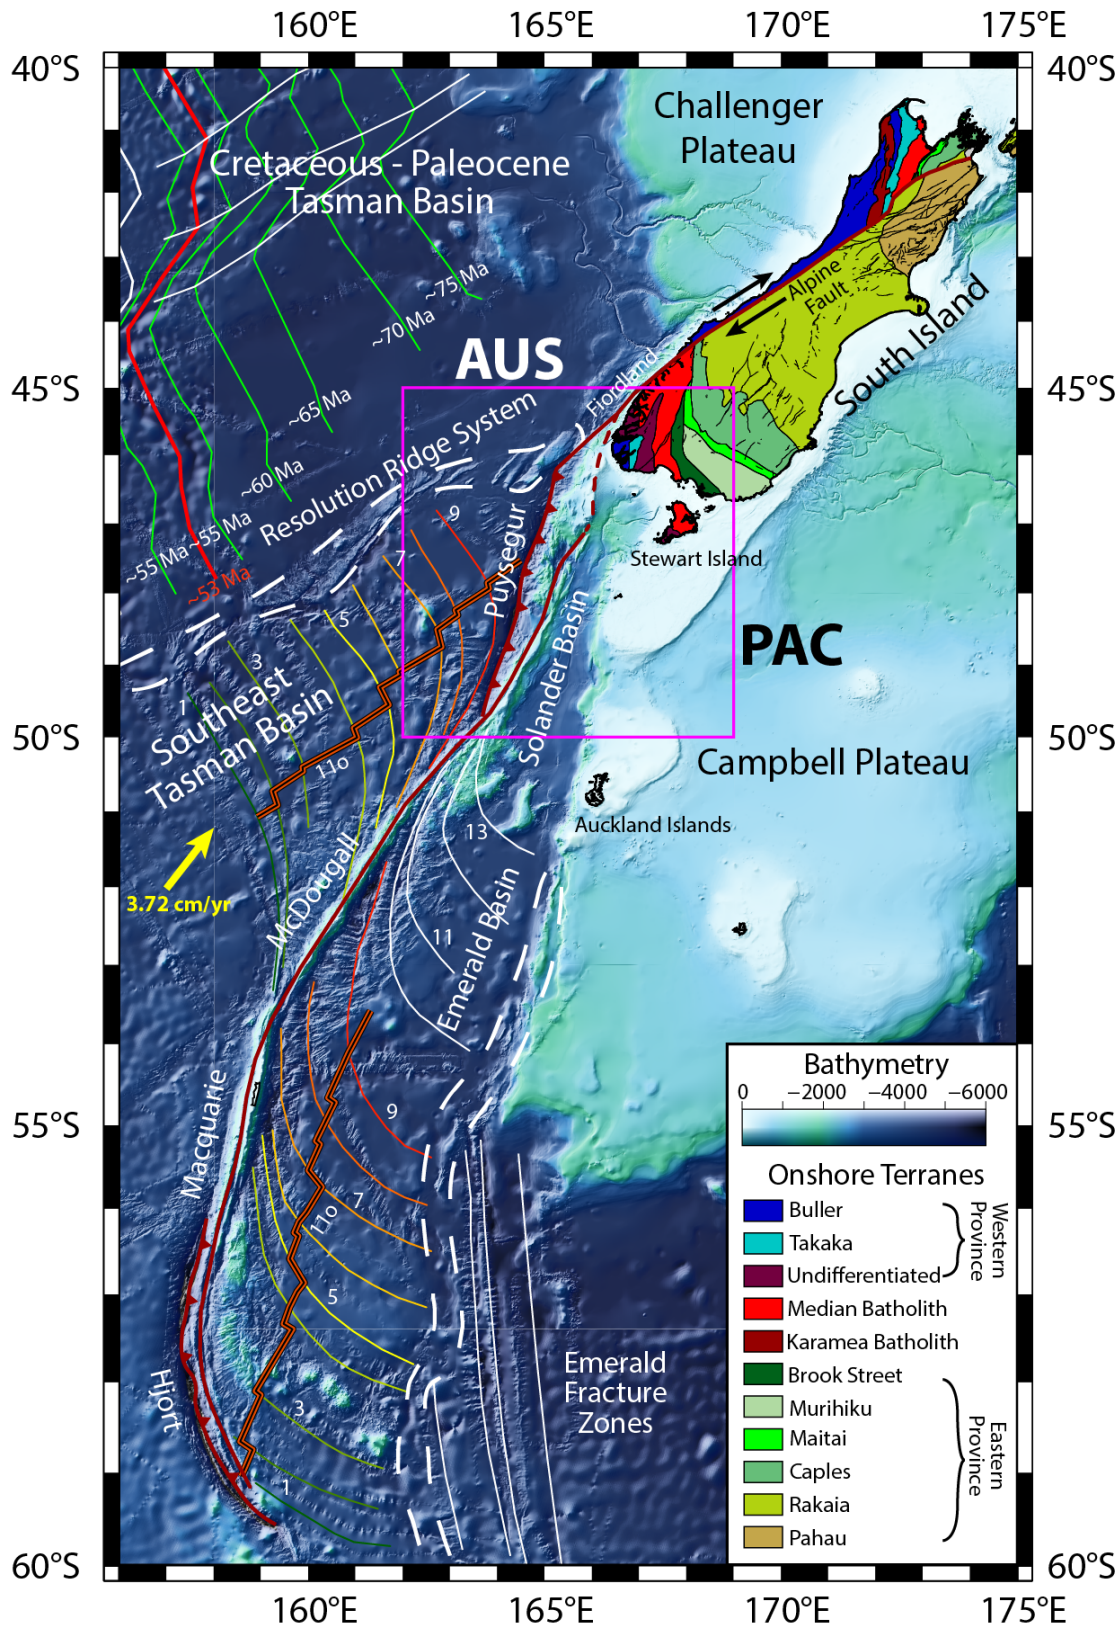 160°E
165°E
170°E
175°E
40°S
40°S
Challenger
Plateau
Cretaceous - Paleocene
Tasman Basin
~75 Ma
~70 Ma
~65 Ma
~60 Ma
~55 Ma
~55 Ma
~53 Ma
Alpine
Fault
South Island
AUS
Fiordland
45°S
45°S
Resolution Ridge System
9
7
5
3
1
Puysegur
Stewart Island
Solander Basin
PAC
Southeast
Tasman Basin
11o
50°S
50°S
Campbell Plateau
Auckland Islands
13
11
Emerald Basin
McDougall
3.72 cm/yr
Macquarie
9
7
11o
5
3
1
55°S
55°S
Hjort
Emerald
Fracture
Zones
Bathymetry
0
−2000
−4000
−6000
Onshore Terranes
Buller
Takaka
Undifferentiated
Western
Province
Median Batholith
Karamea Batholith
Brook Street
Murihiku
Maitai
Caples
Rakaia
Pahau
Eastern
Province
60°S
60°S
160°E
165°E
170°E
175°E